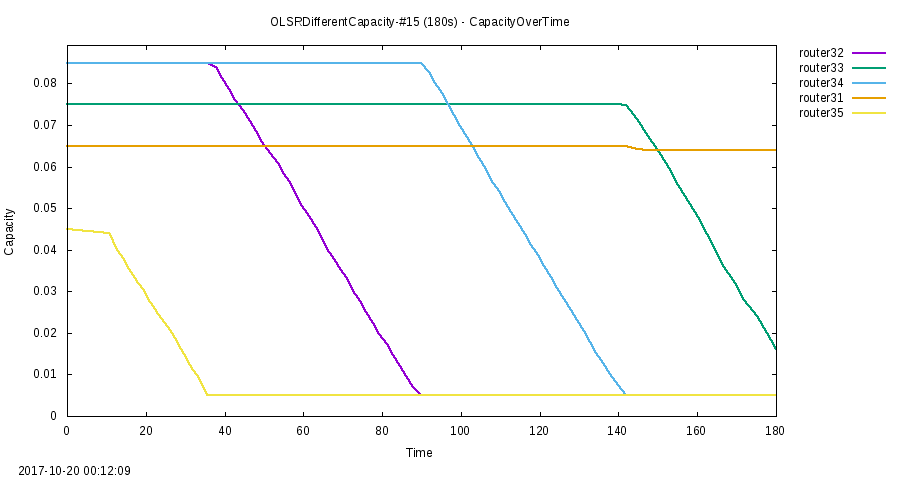 OLSRDifferentCapacity-#15 (180s) - CapacityOverTime
router32
router33
router34
router31
router35
0.08
0.07
0.06
0.05
0.04
0.03
0.02
0.01
0
Capacity
0 20 40 60 80 100 120 140 160 180
Time
2017-10-20 00:12:09